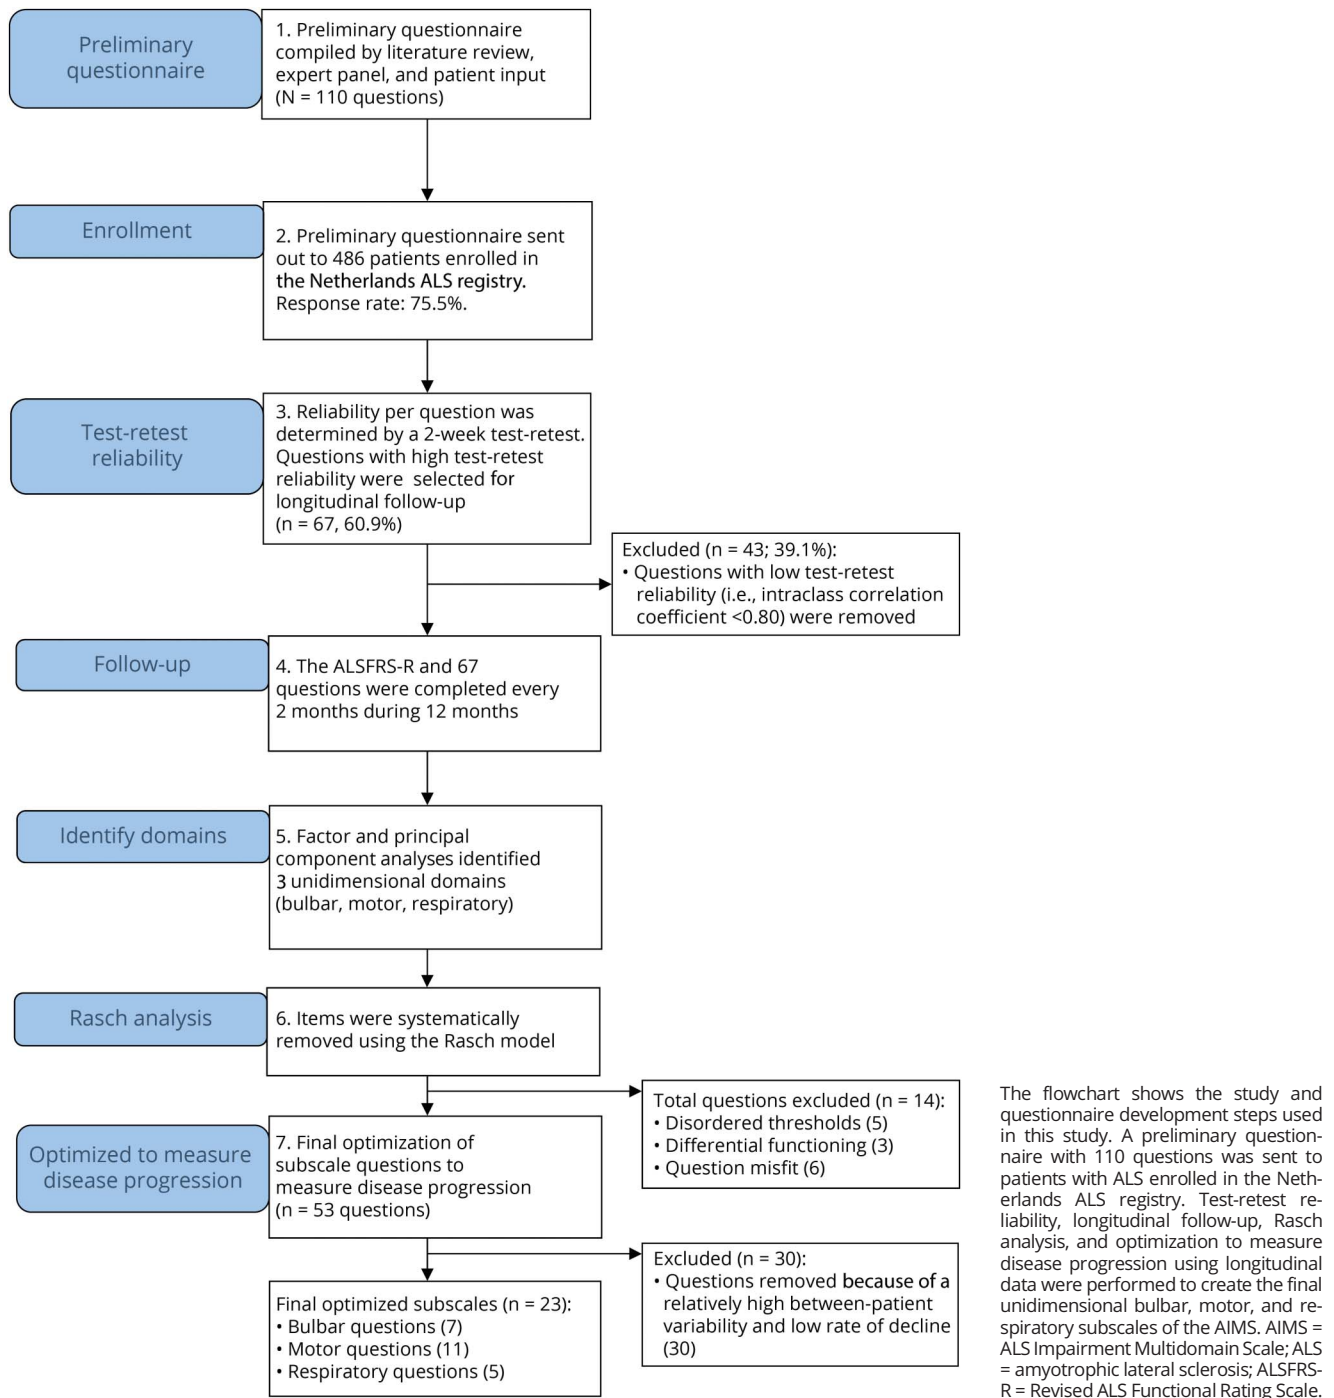 Preliminary
questionnaire
1. Preliminary questionnaire
compiled by literature review,
expert panel, and patient input
(N = 110 questions)
Enrollment
2. Preliminary questionnaire sent
out to 486 patients enrolled in
the Netherlands ALS registry.
Response rate: 75.5%.
Test-retest
reliability
3. Reliability per question was
determined by a 2-week test-retest.
Questions with high test-retest
reliability were selected for
longitudinal follow-up
(n = 67, 60.9%)
Excluded (n = 43; 39.1%):
• Questions with low test-retest
reliability (i.e., intraclass correlation
coefficient <0.80) were removed
Follow-up
4. The ALSFRS-R and 67
questions were completed every
2 months during 12 months
Identify domains
5. Factor and principal
component analyses identified
3 unidimensional domains
(bulbar, motor, respiratory)
Rasch analysis
6. Items were systematically
removed using the Rasch model
Total questions excluded (n = 14):
• Disordered thresholds (5)
• Differential functioning (3)
• Question misfit (6)
Optimized to measure
disease progression
7. Final optimization of
subscale questions to
measure disease progression
(n = 53 questions)
Excluded (n = 30):
• Questions removed because of a
relatively high between-patient
variability and low rate of decline
(30)
Final optimized subscales (n = 23):
• Bulbar questions (7)
• Motor questions (11)
• Respiratory questions (5)
The flowchart shows the study and
questionnaire development steps used
in this study. A preliminary question-
naire with 110 questions was sent to
patients with ALS enrolled in the Neth-
erlands ALS registry. Test-retest re-
liability, longitudinal follow-up, Rasch
analysis, and optimization to measure
disease progression using longitudinal
data were performed to create the final
unidimensional bulbar, motor, and re-
spiratory subscales of the AIMS. AIMS =
ALS Impairment Multidomain Scale; ALS
= amyotrophic lateral sclerosis; ALSFRS-
R = Revised ALS Functional Rating Scale.